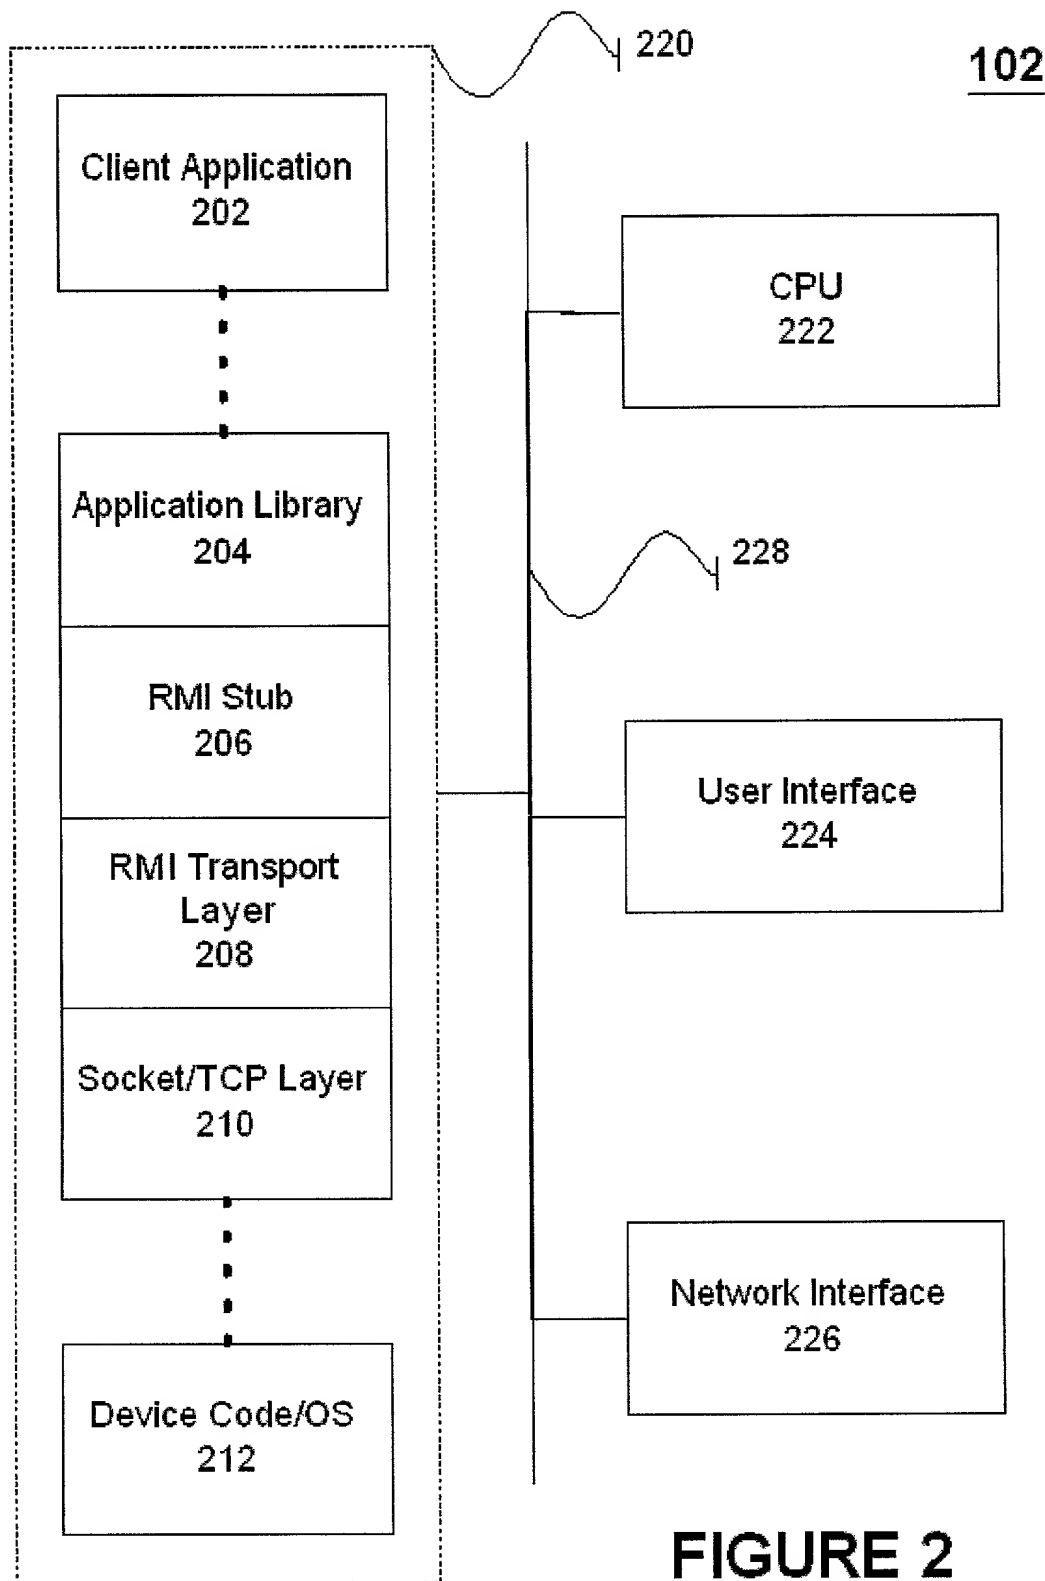 220
102
Client Application
202
CPU
222
Application Library
204
228
RMI Stub
206
User Interface
224
RMI Transport
Layer
208
Socket/TCP Layer
210
Network Interface
226
Device Code/OS
212
FIGURE 2